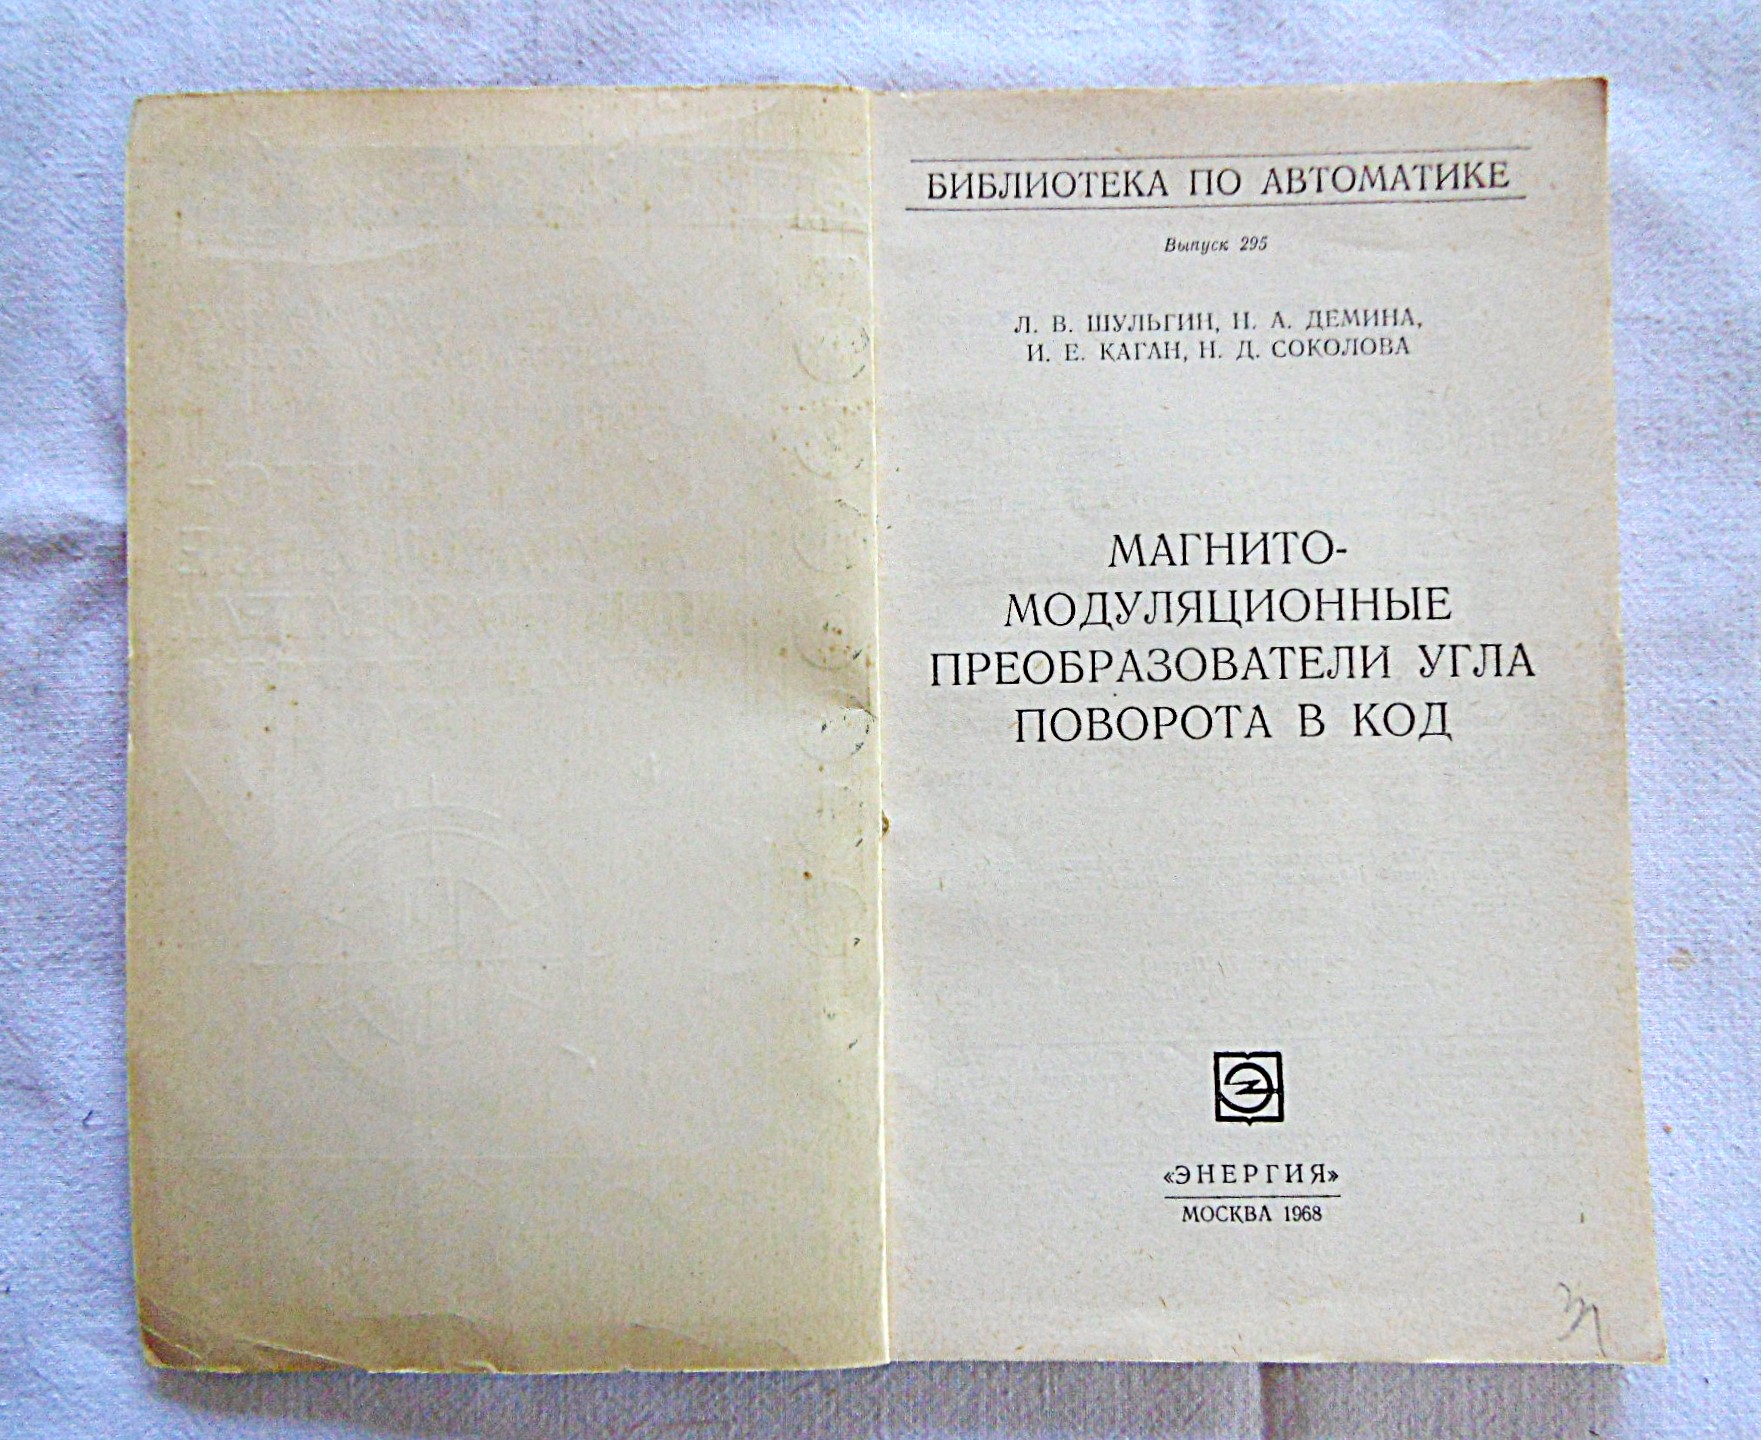 БИБЛИОТЕКА ПО АВТОМАТИКЕ
Выпуск 295
Л. В. ШУЛЬГИН, Н. А. ДЕМИНА,
И. Е. КАГАН, Н. Д. СОКОЛОВА
МАГНИТО-
МОДУЛЯЦИОННЫЕ
ПРЕОБРАЗОВАТЕЛИ УГЛА
ПОВОРОТА В КОД
«ЭНЕРГИЯ»
МОСКВА 1968